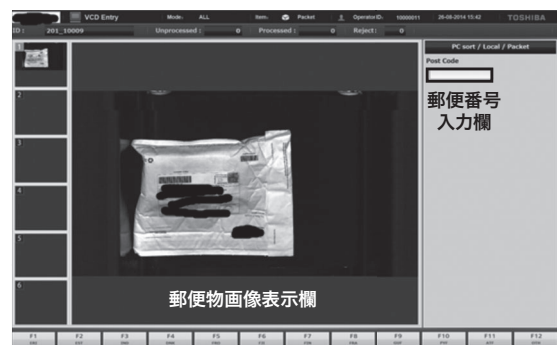 VCD Entry
Mode: ALL
Item: Packet
Operator ID: 10000011
26-08-2014 15:42
TOSHIBA
ID : 201_10009
Unprocessed : 0
Processed : 0
Reject : 0
1
2
3
4
5
6
PC sort / Local / Packet
Post Code
郵便番号
入力欄
郵便物画像表示欄
F1
F2
F3
F4
F5
F6
F7
F8
F9
F10
F11
F12